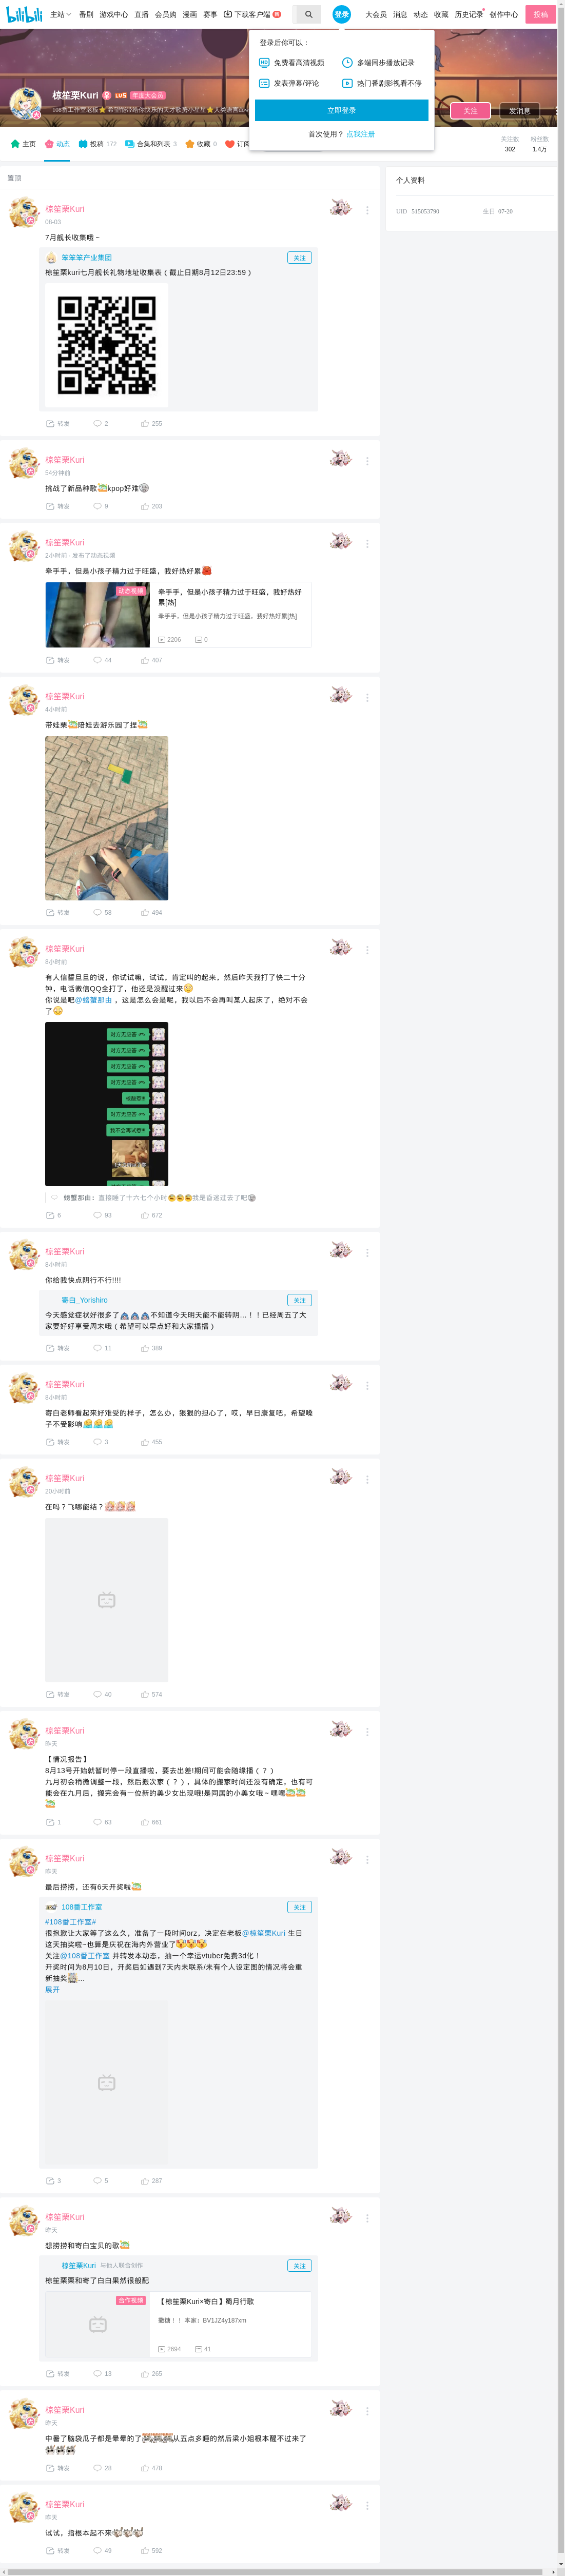 bilibili 主站 番剧 游戏中心 直播 会员购 漫画 赛事 下载客户端 登录 大会员 消息 动态 收藏 历史记录 创作中心 投稿
登录后你可以：
免费看高清视频 多端同步播放记录
发表弹幕/评论 热门番剧影视看不停
立即登录
首次使用？ 点我注册
椋笙栗Kuri LV5 年度大会员
关注 发消息
主页 动态 投稿 172 合集和列表 3 收藏 0 订阅
关注数 粉丝数
302 1.4万
个人资料
UID 515053790 生日 07-20
置顶
椋笙栗Kuri
08-03
7月舰长收集哦～
笨笨笨产业集团 关注
椋笙栗kuri七月舰长礼物地址收集表（截止日期8月12日23:59）
转发 2 255
椋笙栗Kuri
54分钟前
挑战了新品种歌kpop好难
转发 9 203
椋笙栗Kuri
2小时前 · 发布了动态视频
牵手手，但是小孩子精力过于旺盛，我好热好累
动态视频
牵手手，但是小孩子精力过于旺盛，我好热好
累[热]
牵手手，但是小孩子精力过于旺盛，我好热好累[热]
2206 0
转发 44 407
椋笙栗Kuri
4小时前
带娃栗陪娃去游乐园了捏
转发 58 494
椋笙栗Kuri
8小时前
有人信誓旦旦的说，你试试嘛，试试，肯定叫的起来，然后昨天我打了快二十分
钟，电话微信QQ全打了，他还是没醒过来
你说是吧@螃蟹那由 ，这是怎么会是呢，我以后不会再叫某人起床了，绝对不会
了
对方无应答
对方无应答
对方无应答
对方无应答
对方无应答
我不会再试图!!
螃蟹那由：直接睡了十六七个小时我是昏迷过去了吧
6 93 672
椋笙栗Kuri
8小时前
你给我快点阴行不行!!!!
寄白_Yorishiro 关注
今天感觉症状好很多了不知道今天明天能不能转阴…！！已经周五了大
家要好好享受周末哦（希望可以早点好和大家播播）
转发 11 389
椋笙栗Kuri
8小时前
寄白老师看起来好难受的样子，怎么办，狠狠的担心了，哎，早日康复吧，希望嗓
子不受影响
转发 3 455
椋笙栗Kuri
20小时前
在吗？飞哪能结？
转发 40 574
椋笙栗Kuri
昨天
【情况报告】
8月13号开始就暂时停一段直播啦，要去出差!期间可能会随缘播（？）
九月初会稍微调整一段，然后搬次家（？），具体的搬家时间还没有确定，也有可
能会在九月后，搬完会有一位新的美少女出现哦!是同居的小美女哦～嘿嘿
1 63 661
椋笙栗Kuri
昨天
最后捞捞，还有6天开奖啦
108番工作室 关注
#108番工作室#
很抱歉让大家等了这么久，准备了一段时间orz，决定在老板@椋笙栗Kuri 生日
这天抽奖啦~也算是庆祝在海内外营业了
关注@108番工作室 并转发本动态，抽一个幸运vtuber免费3d化！
开奖时间为8月10日，开奖后如遇到7天内未联系/未有个人设定图的情况将会重
新抽奖...
展开
3 5 287
椋笙栗Kuri
昨天
想捞捞和寄白宝贝的歌
椋笙栗Kuri 与他人联合创作 关注
椋笙栗栗和寄了白白果然很般配
合作视频
【椋笙栗Kuri×寄白】蜀月行歌
撒糖！！ 本家：BV1JZ4y187xm
2694 41
转发 13 265
椋笙栗Kuri
昨天
中暑了脑袋瓜子都是晕晕的了从五点多睡的然后梁小姐根本醒不过来了
转发 28 478
椋笙栗Kuri
昨天
试试，指根本起不来
转发 49 592